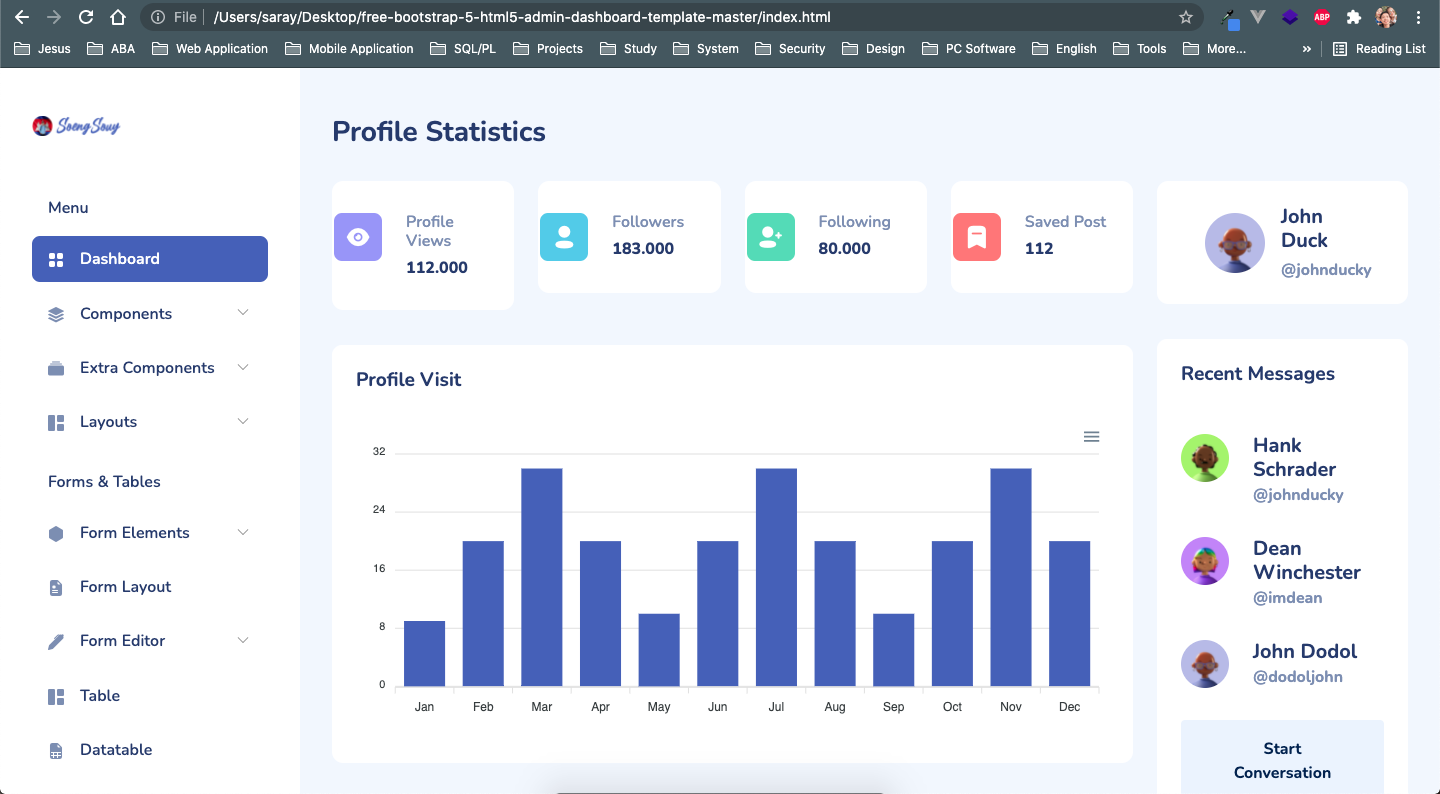 File
/Users/saray/Desktop/free-bootstrap-5-html5-admin-dashboard-template-master/index.html
ABP
Jesus
ABA
Web Application
Mobile Application
SQL/PL
Projects
Study
System
Security
Design
PC Software
English
Tools
More...
»
Reading List
SoengSouy
Menu
Dashboard
Components
Extra Components
Layouts
Forms & Tables
Form Elements
Form Layout
Form Editor
Table
Datatable
Profile Statistics
Profile
Views
112.000
Followers
183.000
Following
80.000
Saved Post
112
John
Duck
@johnducky
Profile Visit
32
24
16
8
0
Jan
Feb
Mar
Apr
May
Jun
Jul
Aug
Sep
Oct
Nov
Dec
Recent Messages
Hank
Schrader
@johnducky
Dean
Winchester
@imdean
John Dodol
@dodoljohn
Start
Conversation